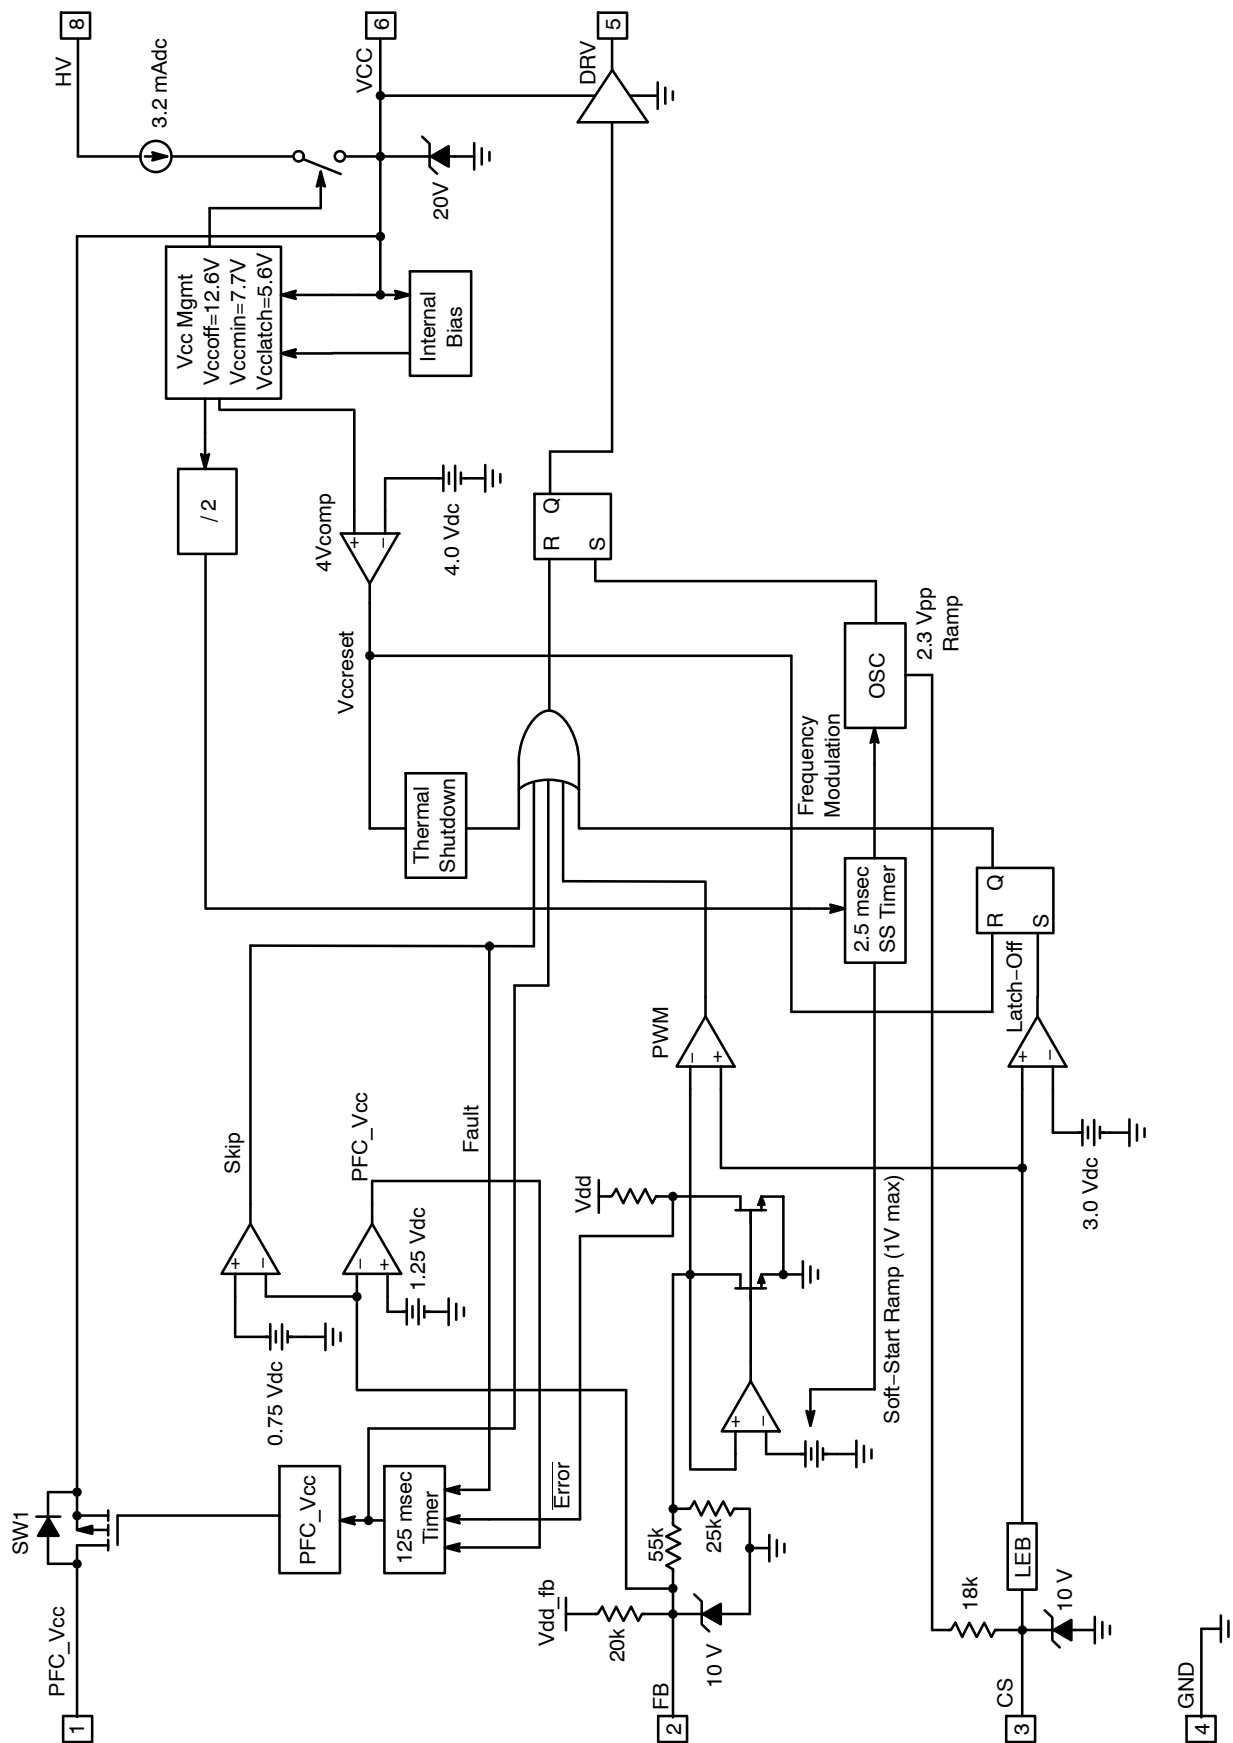 PFC_Vcc
1
SW1
HV
8
3.2 mAdc
VCC
6
20V
DRV
5
Vcc Mgmt
Vccoff=12.6V
Vccmin=7.7V
Vcclatch=5.6V
Internal
Bias
/ 2
4Vcomp
+
−
4.0 Vdc
Vccreset
Thermal
Shutdown
R
Q
S
Skip
+
−
0.75 Vdc
PFC_Vcc
−
+
1.25 Vdc
Fault
PFC_Vcc
125 msec
Timer
Error
Vdd_fb
20k
FB
2
10 V
55k
25k
Vdd
+
−
Soft−Start Ramp (1V max)
PWM
−
+
Frequency
Modulation
2.5 msec
SS Timer
OSC
2.3 Vpp
Ramp
Latch−Off
R
Q
S
+
−
3.0 Vdc
18k
LEB
CS
3
10 V
GND
4